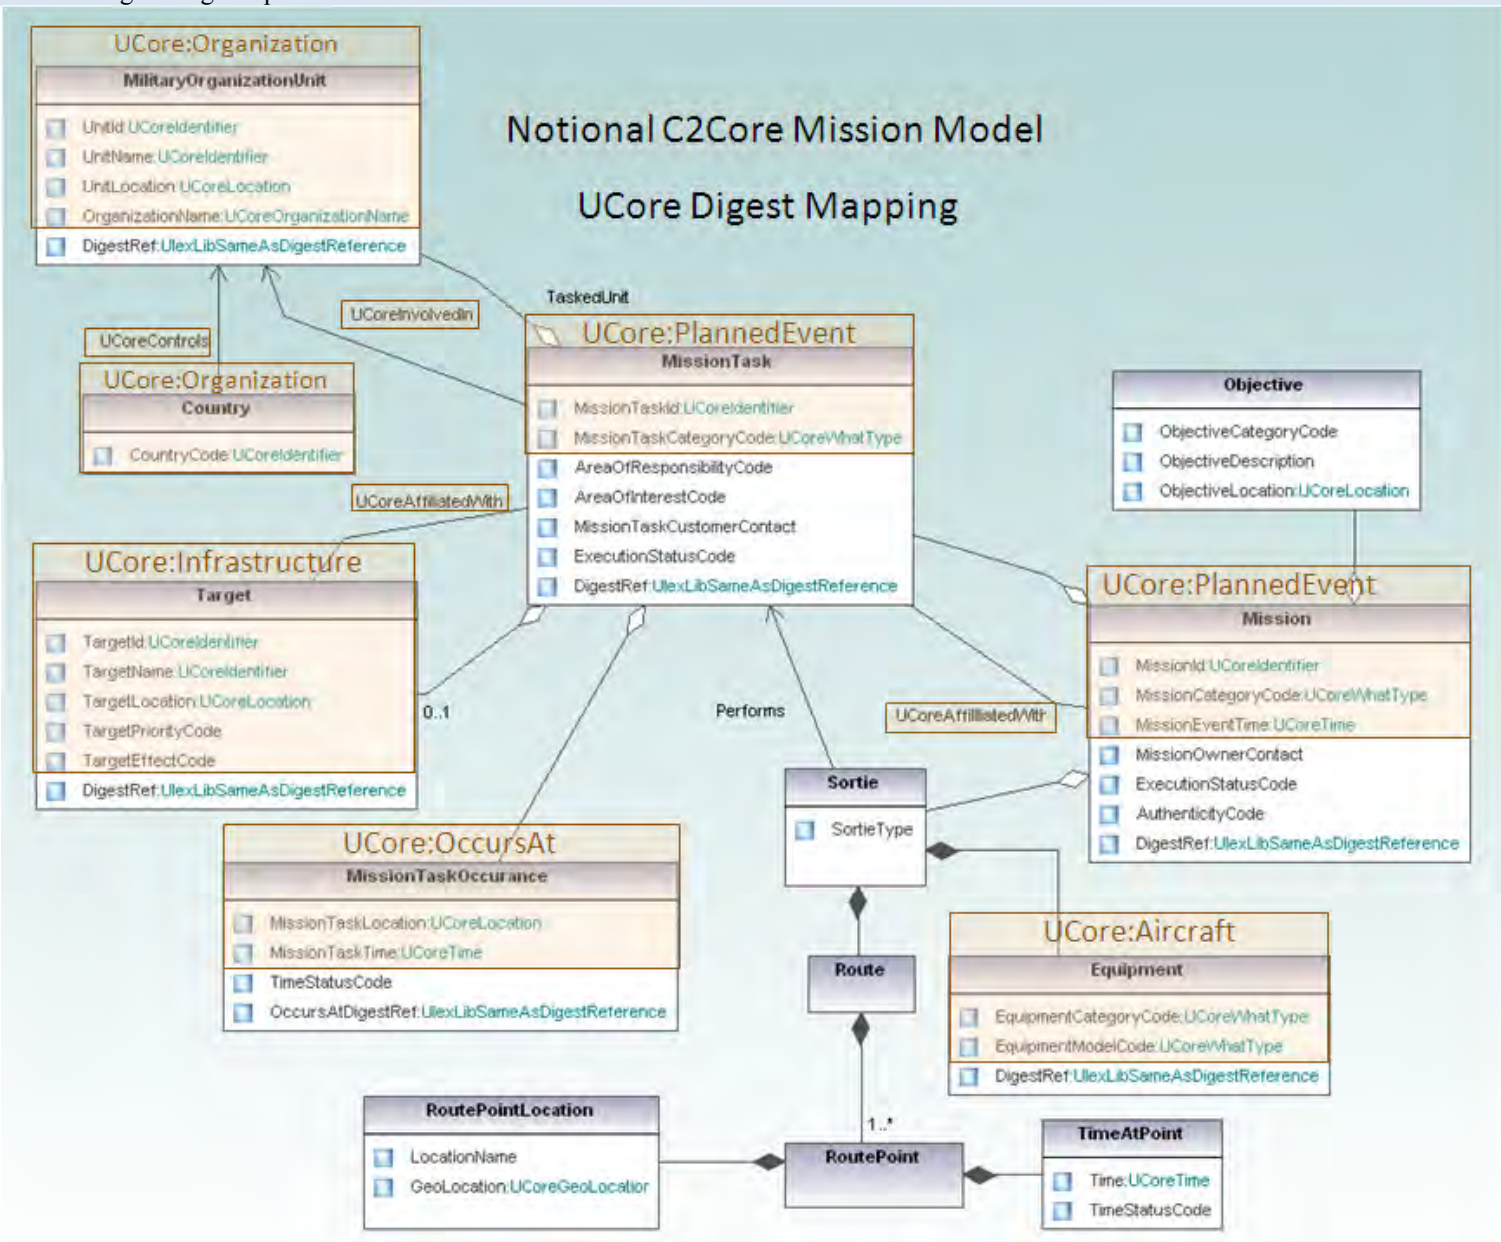 UCore:Organization
MilitaryOrganizationUnit
UnitId:UCoreIdentifier
UnitName:UCoreIdentifier
UnitLocation:UCoreLocation
OrganizationName:UCoreOrganizationName
DigestRef:UlexLibSameAsDigestReference
Notional C2Core Mission Model
UCore Digest Mapping
TaskedUnit
UCoreInvolvedIn
UCoreControls
UCore:Organization
Country
CountryCode:UCoreIdentifier
UCore:PlannedEvent
MissionTask
MissionTaskId:UCoreIdentifier
MissionTaskCategoryCode:UCoreWhatType
AreaOfResponsibilityCode
AreaOfInterestCode
MissionTaskCustomerContact
ExecutionStatusCode
DigestRef:UlexLibSameAsDigestReference
Objective
ObjectiveCategoryCode
ObjectiveDescription
ObjectiveLocation:UCoreLocation
UCoreAffiliatedWith
UCore:Infrastructure
Target
TargetId:UCoreIdentifier
TargetName:UCoreIdentifier
TargetLocation:UCoreLocation
TargetPriorityCode
TargetEffectCode
DigestRef:UlexLibSameAsDigestReference
0..1
UCore:PlannedEvent
Mission
MissionId:UCoreIdentifier
MissionCategoryCode:UCoreWhatType
MissionEventTime:UCoreTime
MissionOwnerContact
ExecutionStatusCode
AuthenticityCode
DigestRef:UlexLibSameAsDigestReference
Performs
UCoreAffilliatedWith
Sortie
SortieType
UCore:OccursAt
MissionTaskOccurance
MissionTaskLocation:UCoreLocation
MissionTaskTime:UCoreTime
TimeStatusCode
OccursAtDigestRef:UlexLibSameAsDigestReference
Route
UCore:Aircraft
Equipment
EquipmentCategoryCode:UCoreWhatType
EquipmentModelCode:UCoreWhatType
DigestRef:UlexLibSameAsDigestReference
RoutePointLocation
LocationName
GeoLocation:UCoreGeoLocation
1..*
RoutePoint
TimeAtPoint
Time:UCoreTime
TimeStatusCode